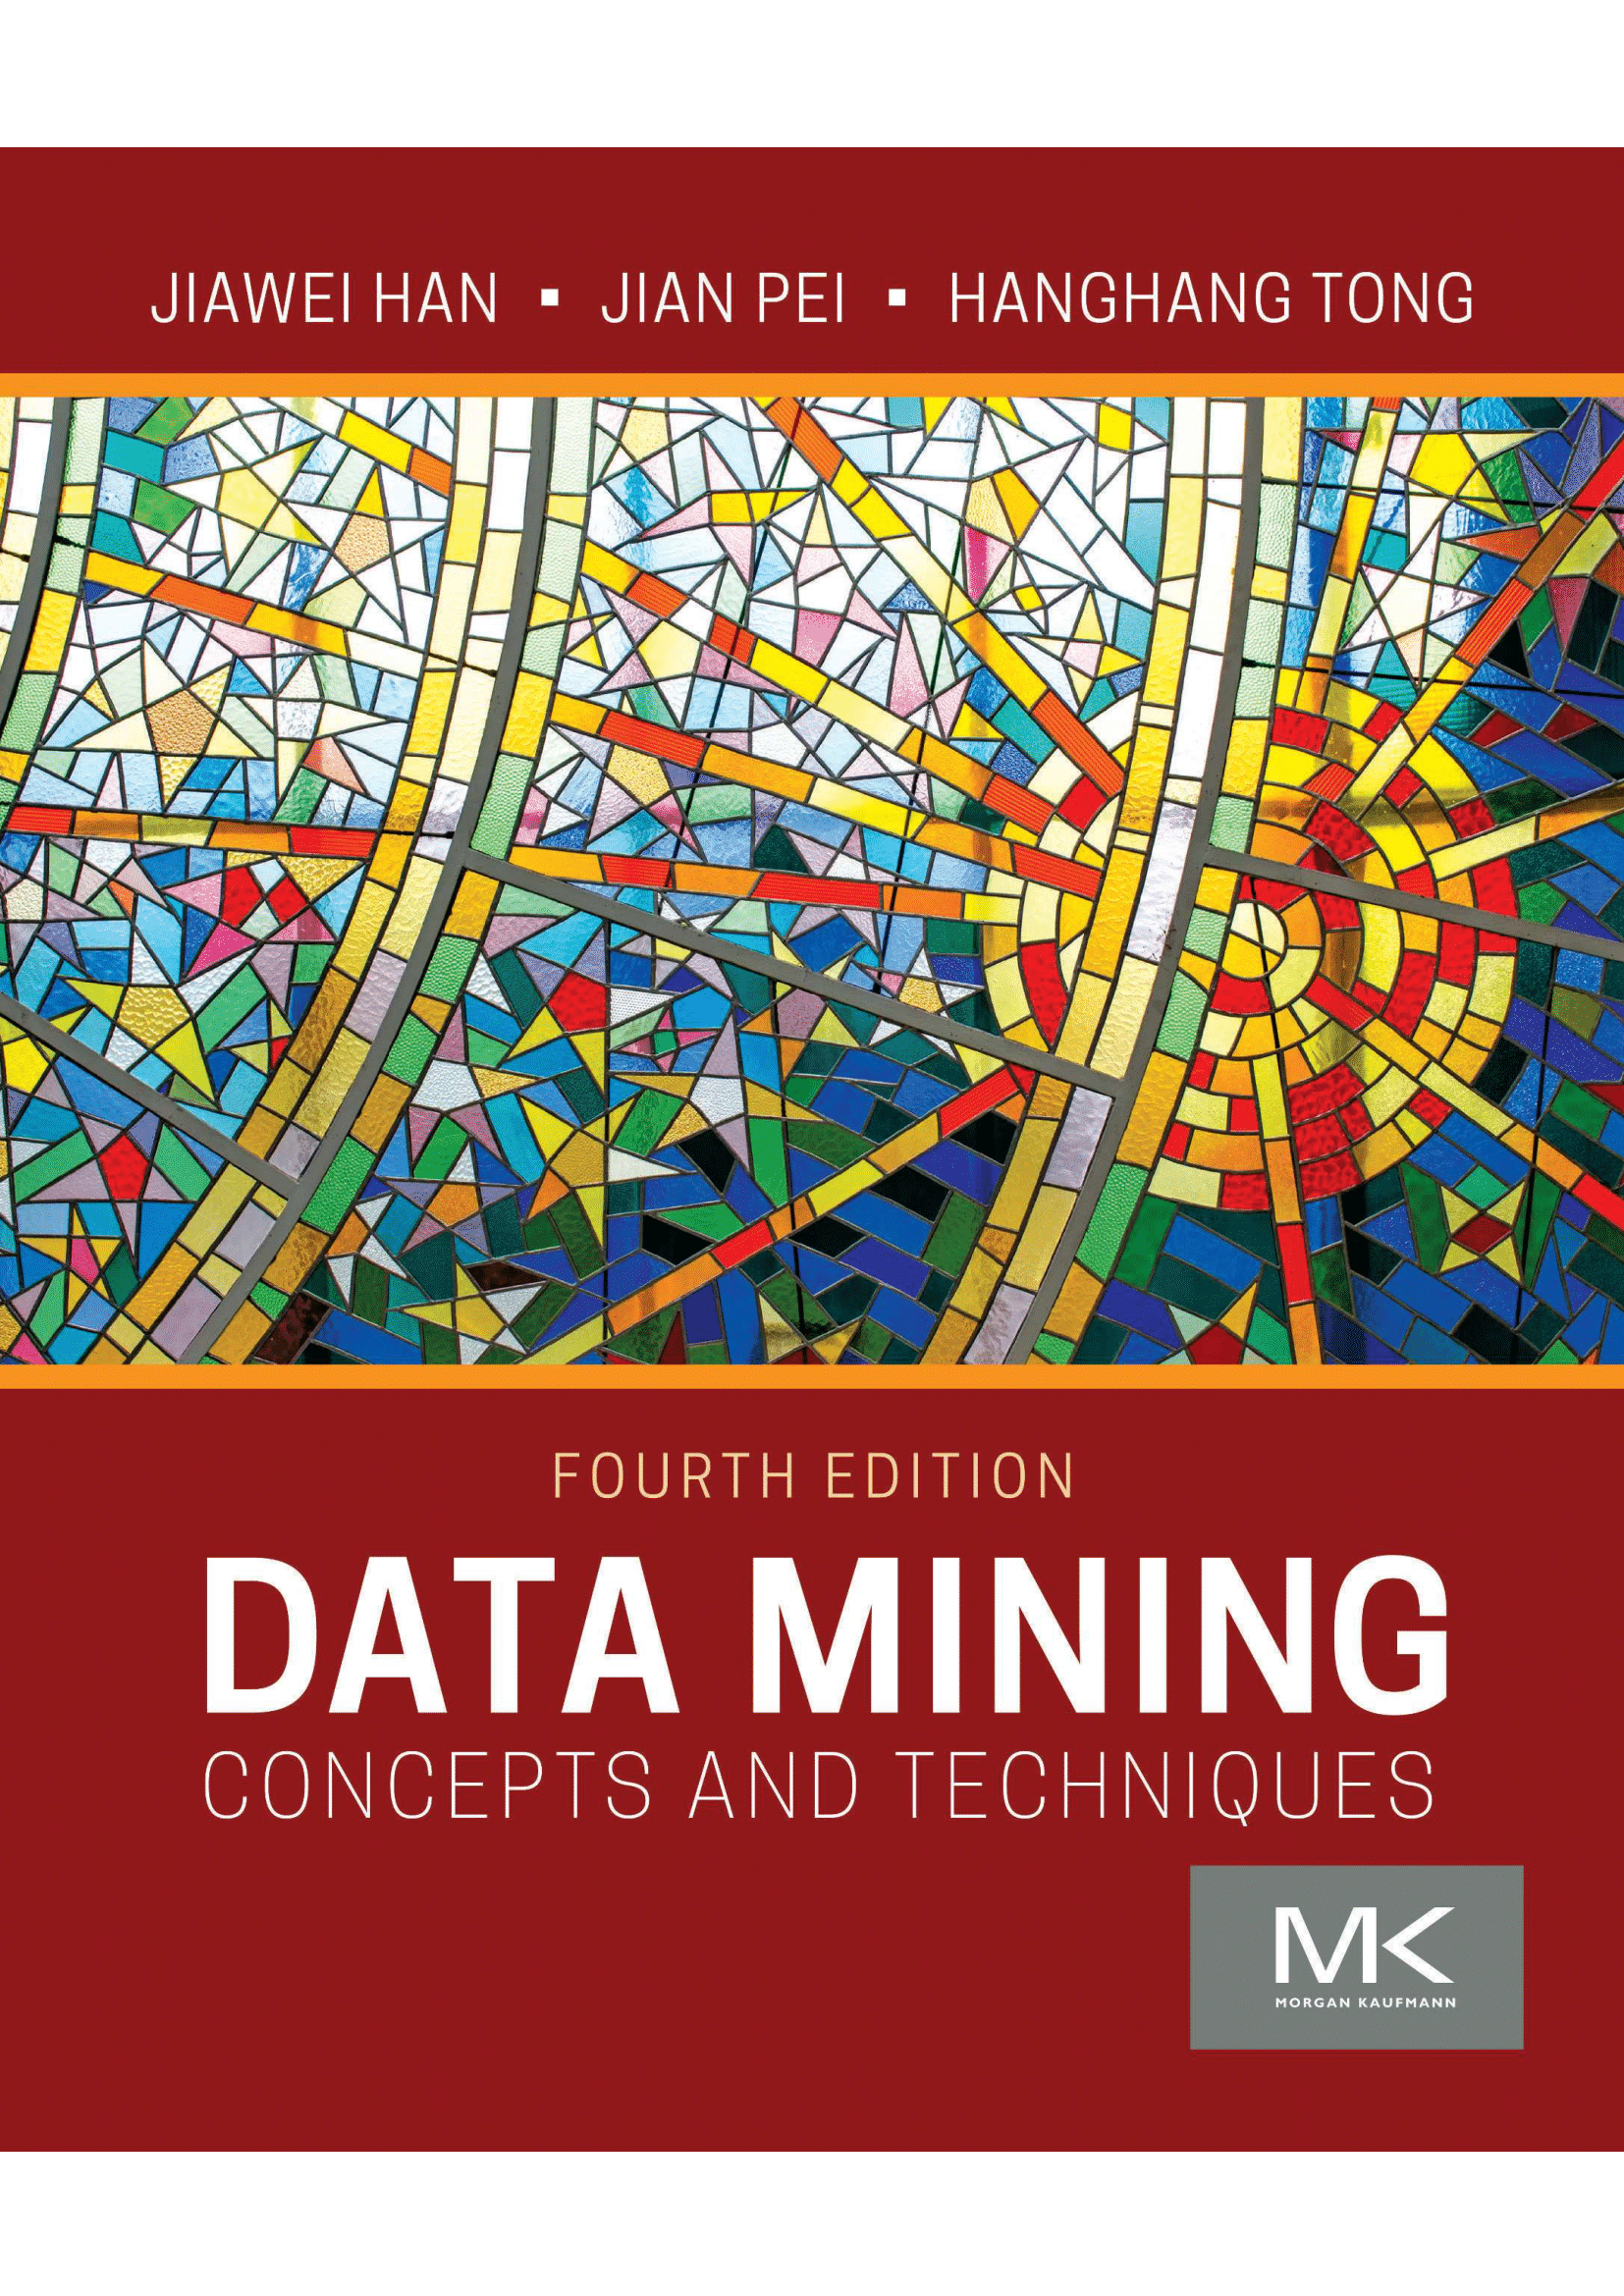 JIAWEI HAN ▪ JIAN PEI ▪ HANGHANG TONG
FOURTH EDITION
DATA MINING
CONCEPTS AND TECHNIQUES
MK
MORGAN KAUFMANN